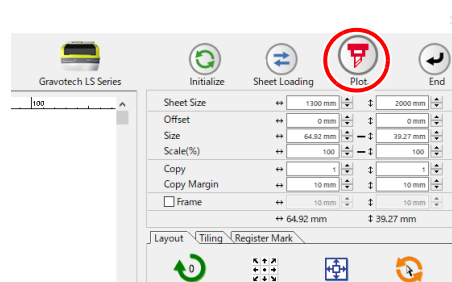 Gravotech LS Series Initialize Sheet Loading Plot End
100
Sheet Size ↔ 1300 mm ↕ 2000 mm
Offset ↔ 0 mm ↕ 0 mm
Size ↔ 64.92 mm ↕ 39.27 mm
Scale(%) ↔ 100 ↕ 100
Copy ↔ 1 ↕ 1
Copy Margin ↔ 10 mm ↕ 10 mm
Frame ↔ 10 mm ↕ 10 mm
↔ 64.92 mm ↕ 39.27 mm
Layout Tiling Register Mark
0